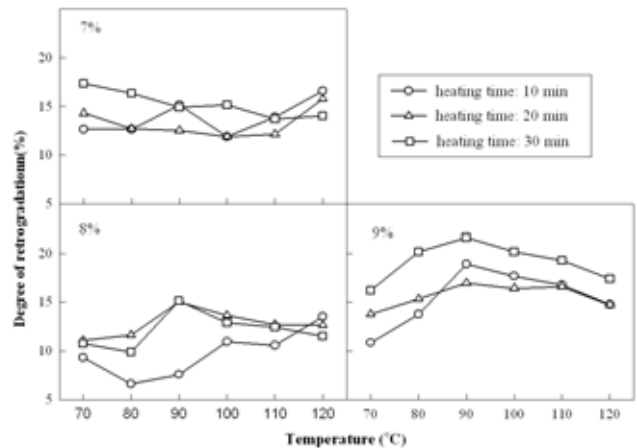 7%
20
15
10
5
heating time: 10 min
heating time: 20 min
heating time: 30 min
Degree of retrogradationn(%)
8%
20
15
10
5
9%
70 80 90 100 110 120
70 80 90 100 110 120
Temperature (°C)